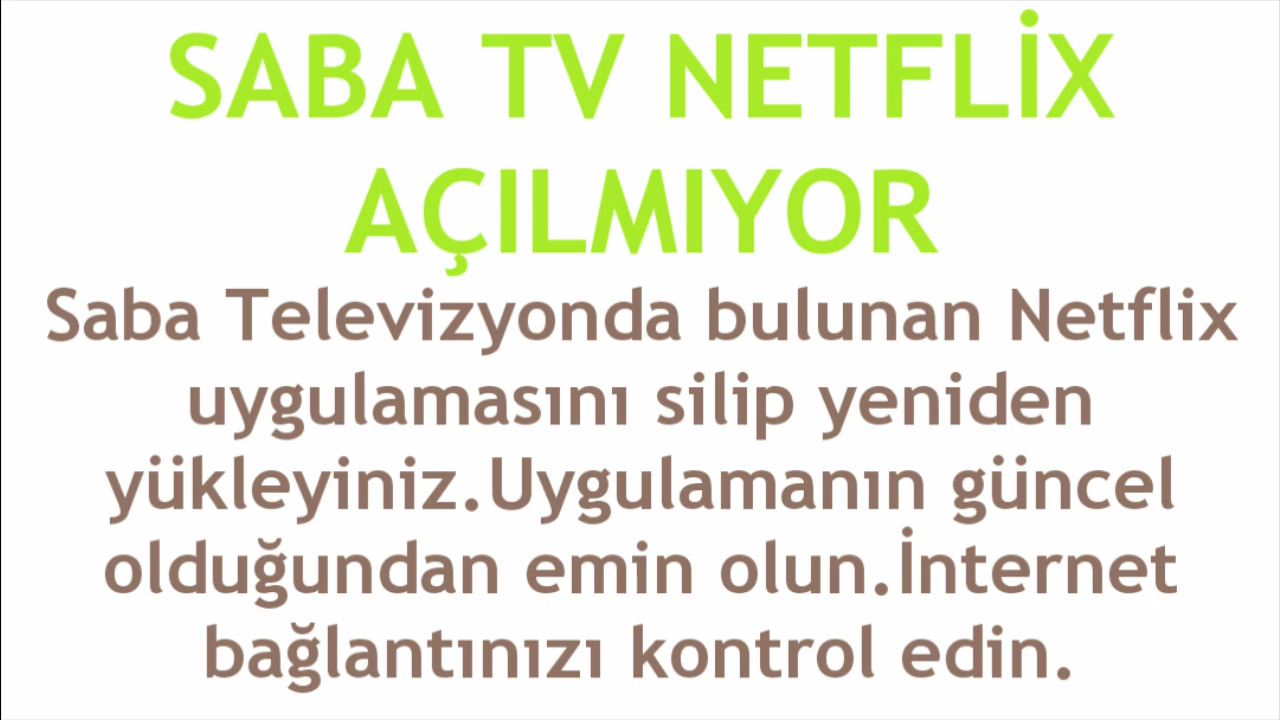 SABA TV NETFLİX
AÇILMIYOR
Saba Televizyonda bulunan Netflix
uygulamasını silip yeniden
yükleyiniz.Uygulamanın güncel
olduğundan emin olun.İnternet
bağlantınızı kontrol edin.